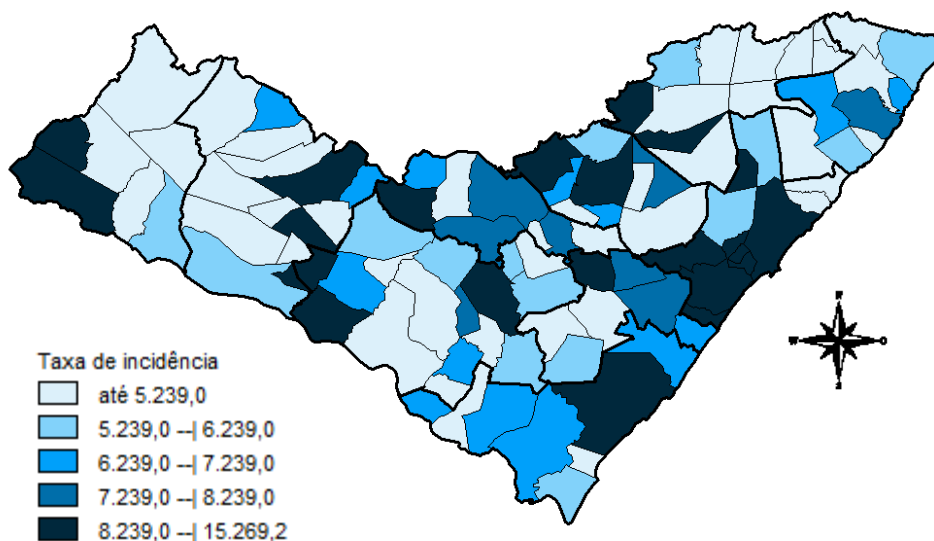 Taxa de incidência
até 5.239,0
5.239,0 --| 6.239,0
6.239,0 --| 7.239,0
7.239,0 --| 8.239,0
8.239,0 --| 15.269,2